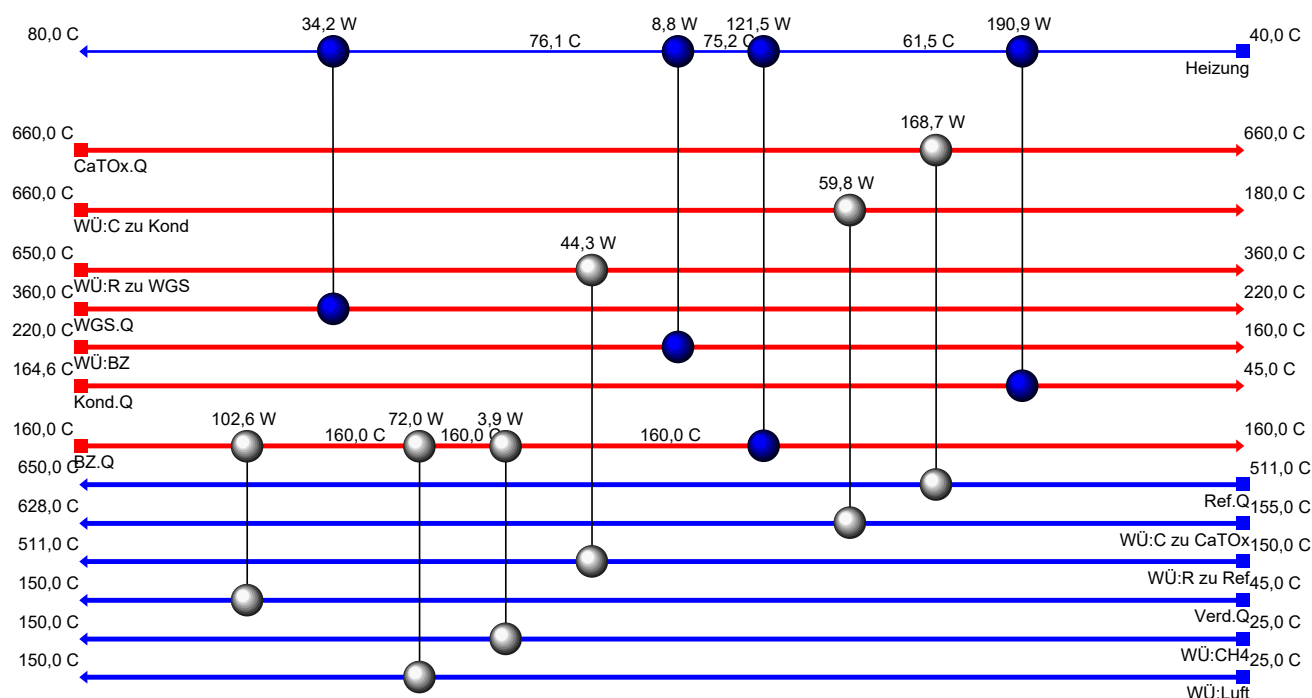 34,2 W 8,8 W 121,5 W 190,9 W
80,0 C 76,1 C 75,2 C 61,5 C 40,0 C
Heizung
168,7 W
660,0 C 660,0 C
CaTOx.Q
59,8 W
660,0 C 180,0 C
WÜ:C zu Kond
44,3 W
650,0 C 360,0 C
WÜ:R zu WGS
360,0 C 220,0 C
WGS.Q
220,0 C 160,0 C
WÜ:BZ
164,6 C 45,0 C
Kond.Q
102,6 W 72,0 W 3,9 W
160,0 C 160,0 C 160,0 C 160,0 C 160,0 C
BZ.Q
650,0 C 511,0 C
Ref.Q
628,0 C 155,0 C
WÜ:C zu CaTOx
511,0 C 150,0 C
WÜ:R zu Ref
150,0 C 45,0 C
Verd.Q
150,0 C 25,0 C
WÜ:CH4
150,0 C 25,0 C
WÜ:Luft